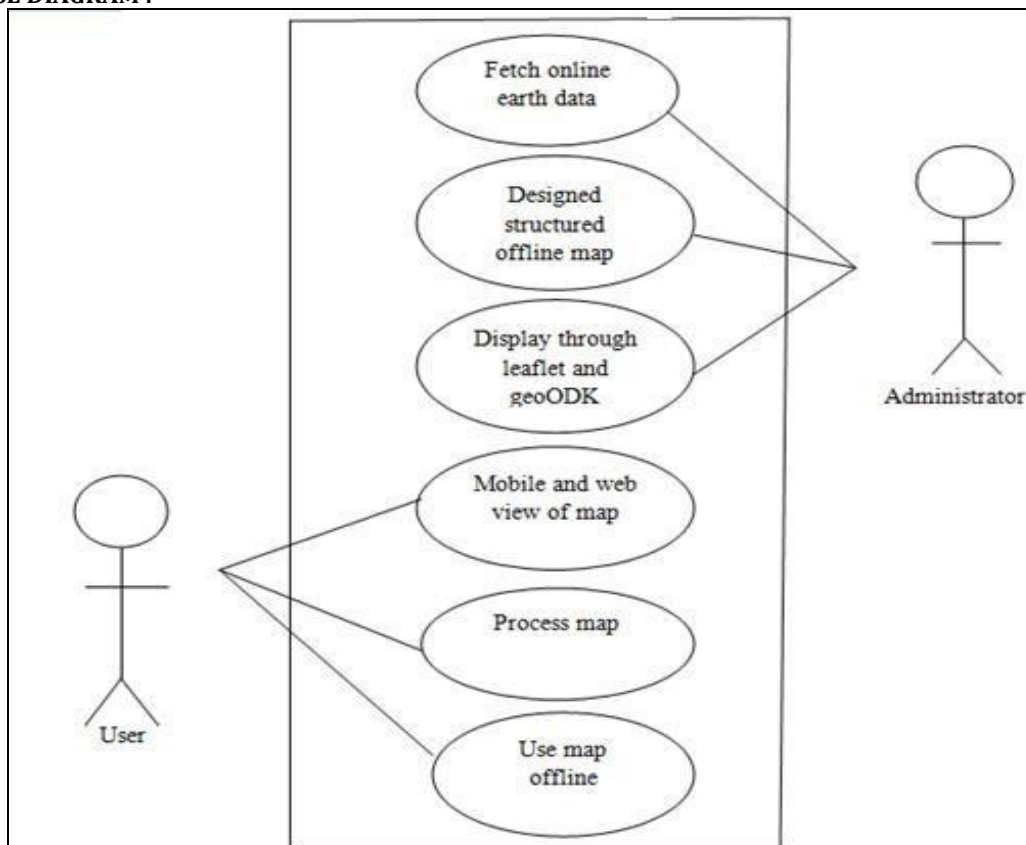 Fetch online
earth data
Designed
structured
offline map
Display through
leaflet and
geoODK
Administrator
Mobile and web
view of map
Process map
User
Use map
offline